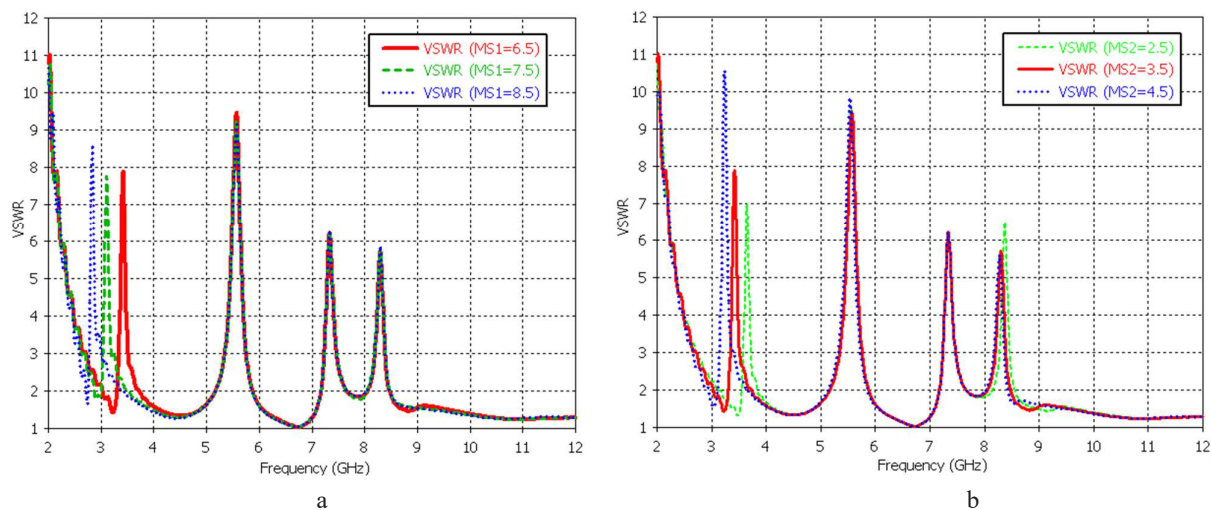 12
11
10
9
8
7
6
5
4
3
2
1
VSWR
VSWR (MS1=6.5)
VSWR (MS1=7.5)
VSWR (MS1=8.5)
2 3 4 5 6 7 8 9 10 11 12
Frequency (GHz)
a
12
11
10
9
8
7
6
5
4
3
2
1
VSWR
VSWR (MS2=2.5)
VSWR (MS2=3.5)
VSWR (MS2=4.5)
2 3 4 5 6 7 8 9 10 11 12
Frequency (GHz)
b